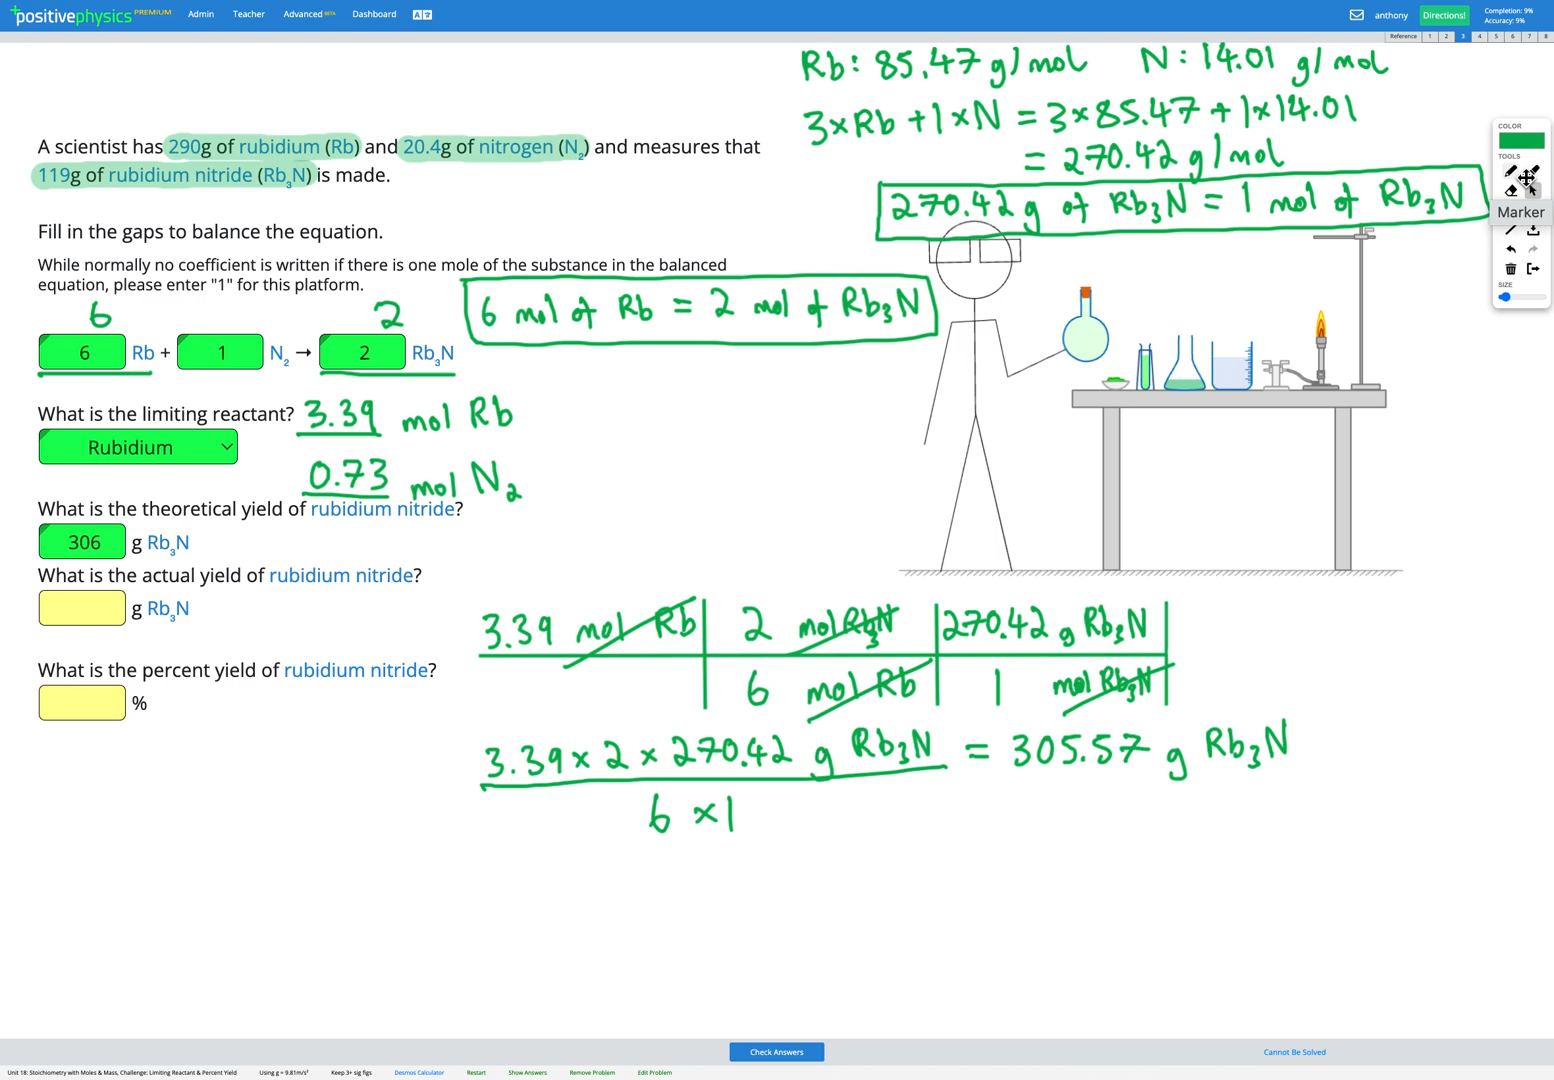 positivephysics PREMIUM Admin Teacher Advanced BETA Dashboard A anthony Directions! Completion: 9%
Accuracy: 9%
Reference 1 2 3 4 5 6 7 8
Rb: 85.47 g/mol N: 14.01 g/mol
3×Rb + 1×N = 3×85.47 + 1×14.01
= 270.42 g/mol
270.42 g of Rb₃N = 1 mol of Rb₃N
COLOR
TOOLS
Marker
SIZE
A scientist has 290g of rubidium (Rb) and 20.4g of nitrogen (N₂) and measures that
119g of rubidium nitride (Rb₃N) is made.
Fill in the gaps to balance the equation.
While normally no coefficient is written if there is one mole of the substance in the balanced
equation, please enter "1" for this platform.
6 2
6 mol of Rb = 2 mol of Rb₃N
6 Rb + 1 N₂ → 2 Rb₃N
What is the limiting reactant? 3.39 mol Rb
Rubidium
0.73 mol N₂
What is the theoretical yield of rubidium nitride?
306 g Rb₃N
What is the actual yield of rubidium nitride?
g Rb₃N
What is the percent yield of rubidium nitride?
%
3.39 mol Rb 2 mol Rb₃N 270.42 g Rb₃N
6 mol Rb 1 mol Rb₃N
3.39 × 2 × 270.42 g Rb₃N = 305.57 g Rb₃N
6 × 1
Check Answers Cannot Be Solved
Unit 18: Stoichiometry with Moles & Mass, Challenge: Limiting Reactant & Percent Yield Using g = 9.81m/s² Keep 3+ sig figs Desmos Calculator Restart Show Answers Remove Problem Edit Problem